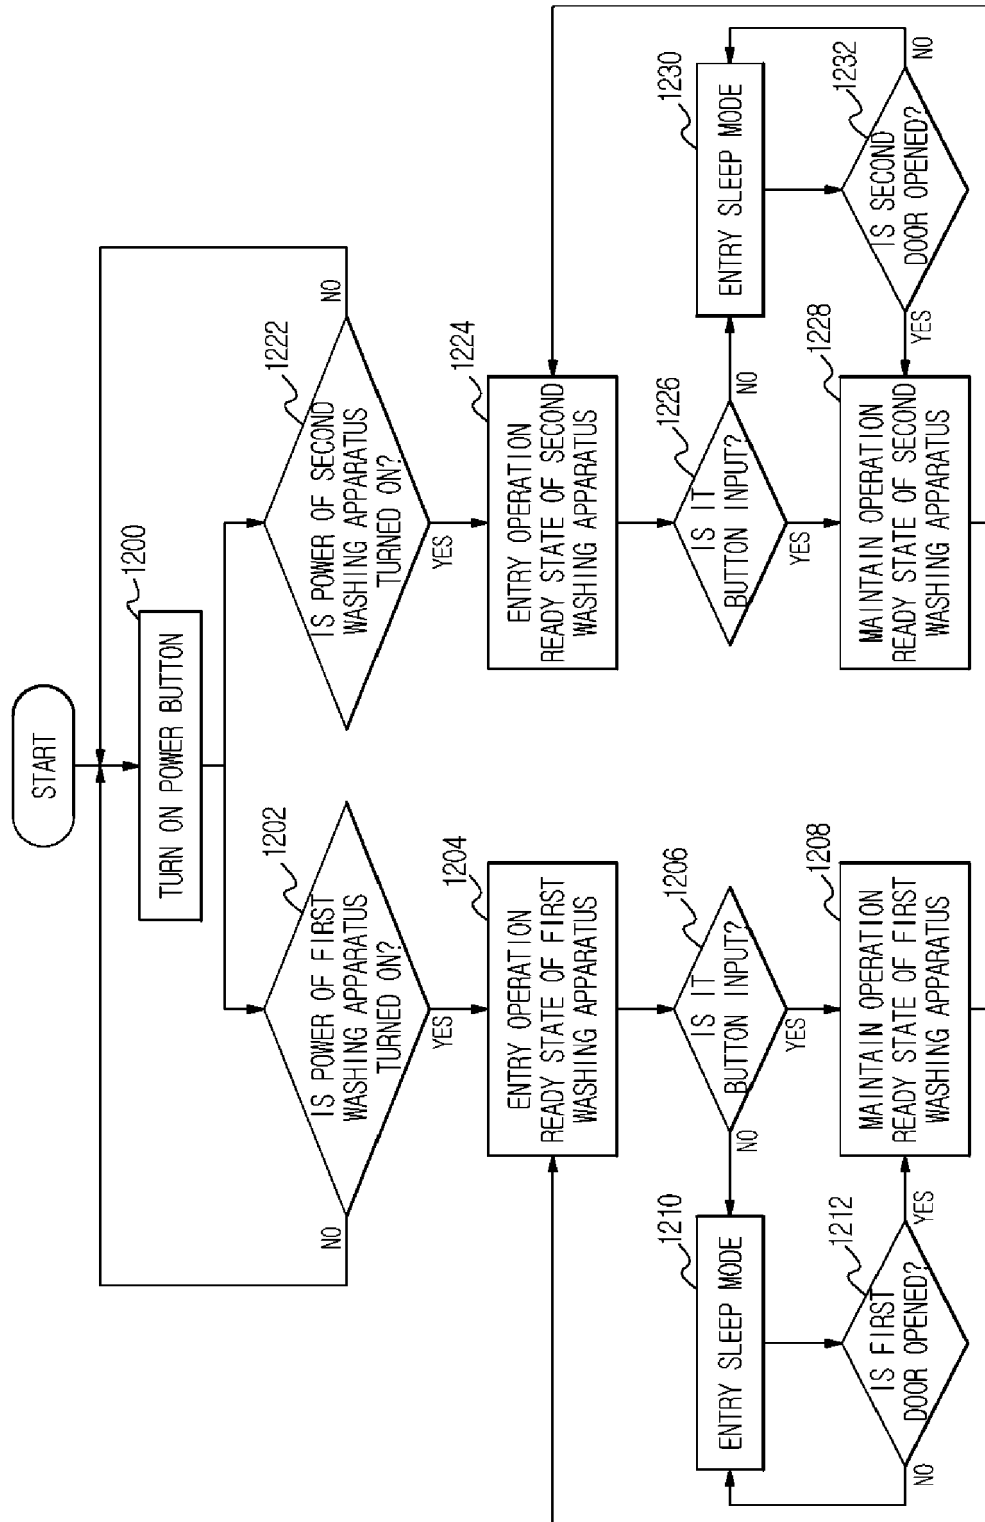 START
1200
TURN ON POWER BUTTON
1202
IS POWER OF FIRST
WASHING APPARATUS
TURNED ON?
NO
YES
1204
ENTRY OPERATION
READY STATE OF FIRST
WASHING APPARATUS
1206
IS IT
BUTTON INPUT?
NO
YES
1208
MAINTAIN OPERATION
READY STATE OF FIRST
WASHING APPARATUS
1210
ENTRY SLEEP MODE
1212
IS FIRST
DOOR OPENED?
YES
NO
1222
IS POWER OF SECOND
WASHING APPARATUS
TURNED ON?
NO
YES
1224
ENTRY OPERATION
READY STATE OF SECOND
WASHING APPARATUS
1226
IS IT
BUTTON INPUT?
NO
YES
1228
MAINTAIN OPERATION
READY STATE OF SECOND
WASHING APPARATUS
1230
ENTRY SLEEP MODE
1232
IS SECOND
DOOR OPENED?
YES
NO